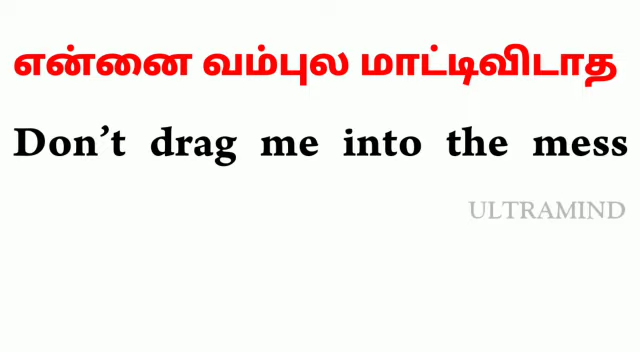 என்னை வம்புல மாட்டிவிடாத
Don’t drag me into the mess
ULTRAMIND